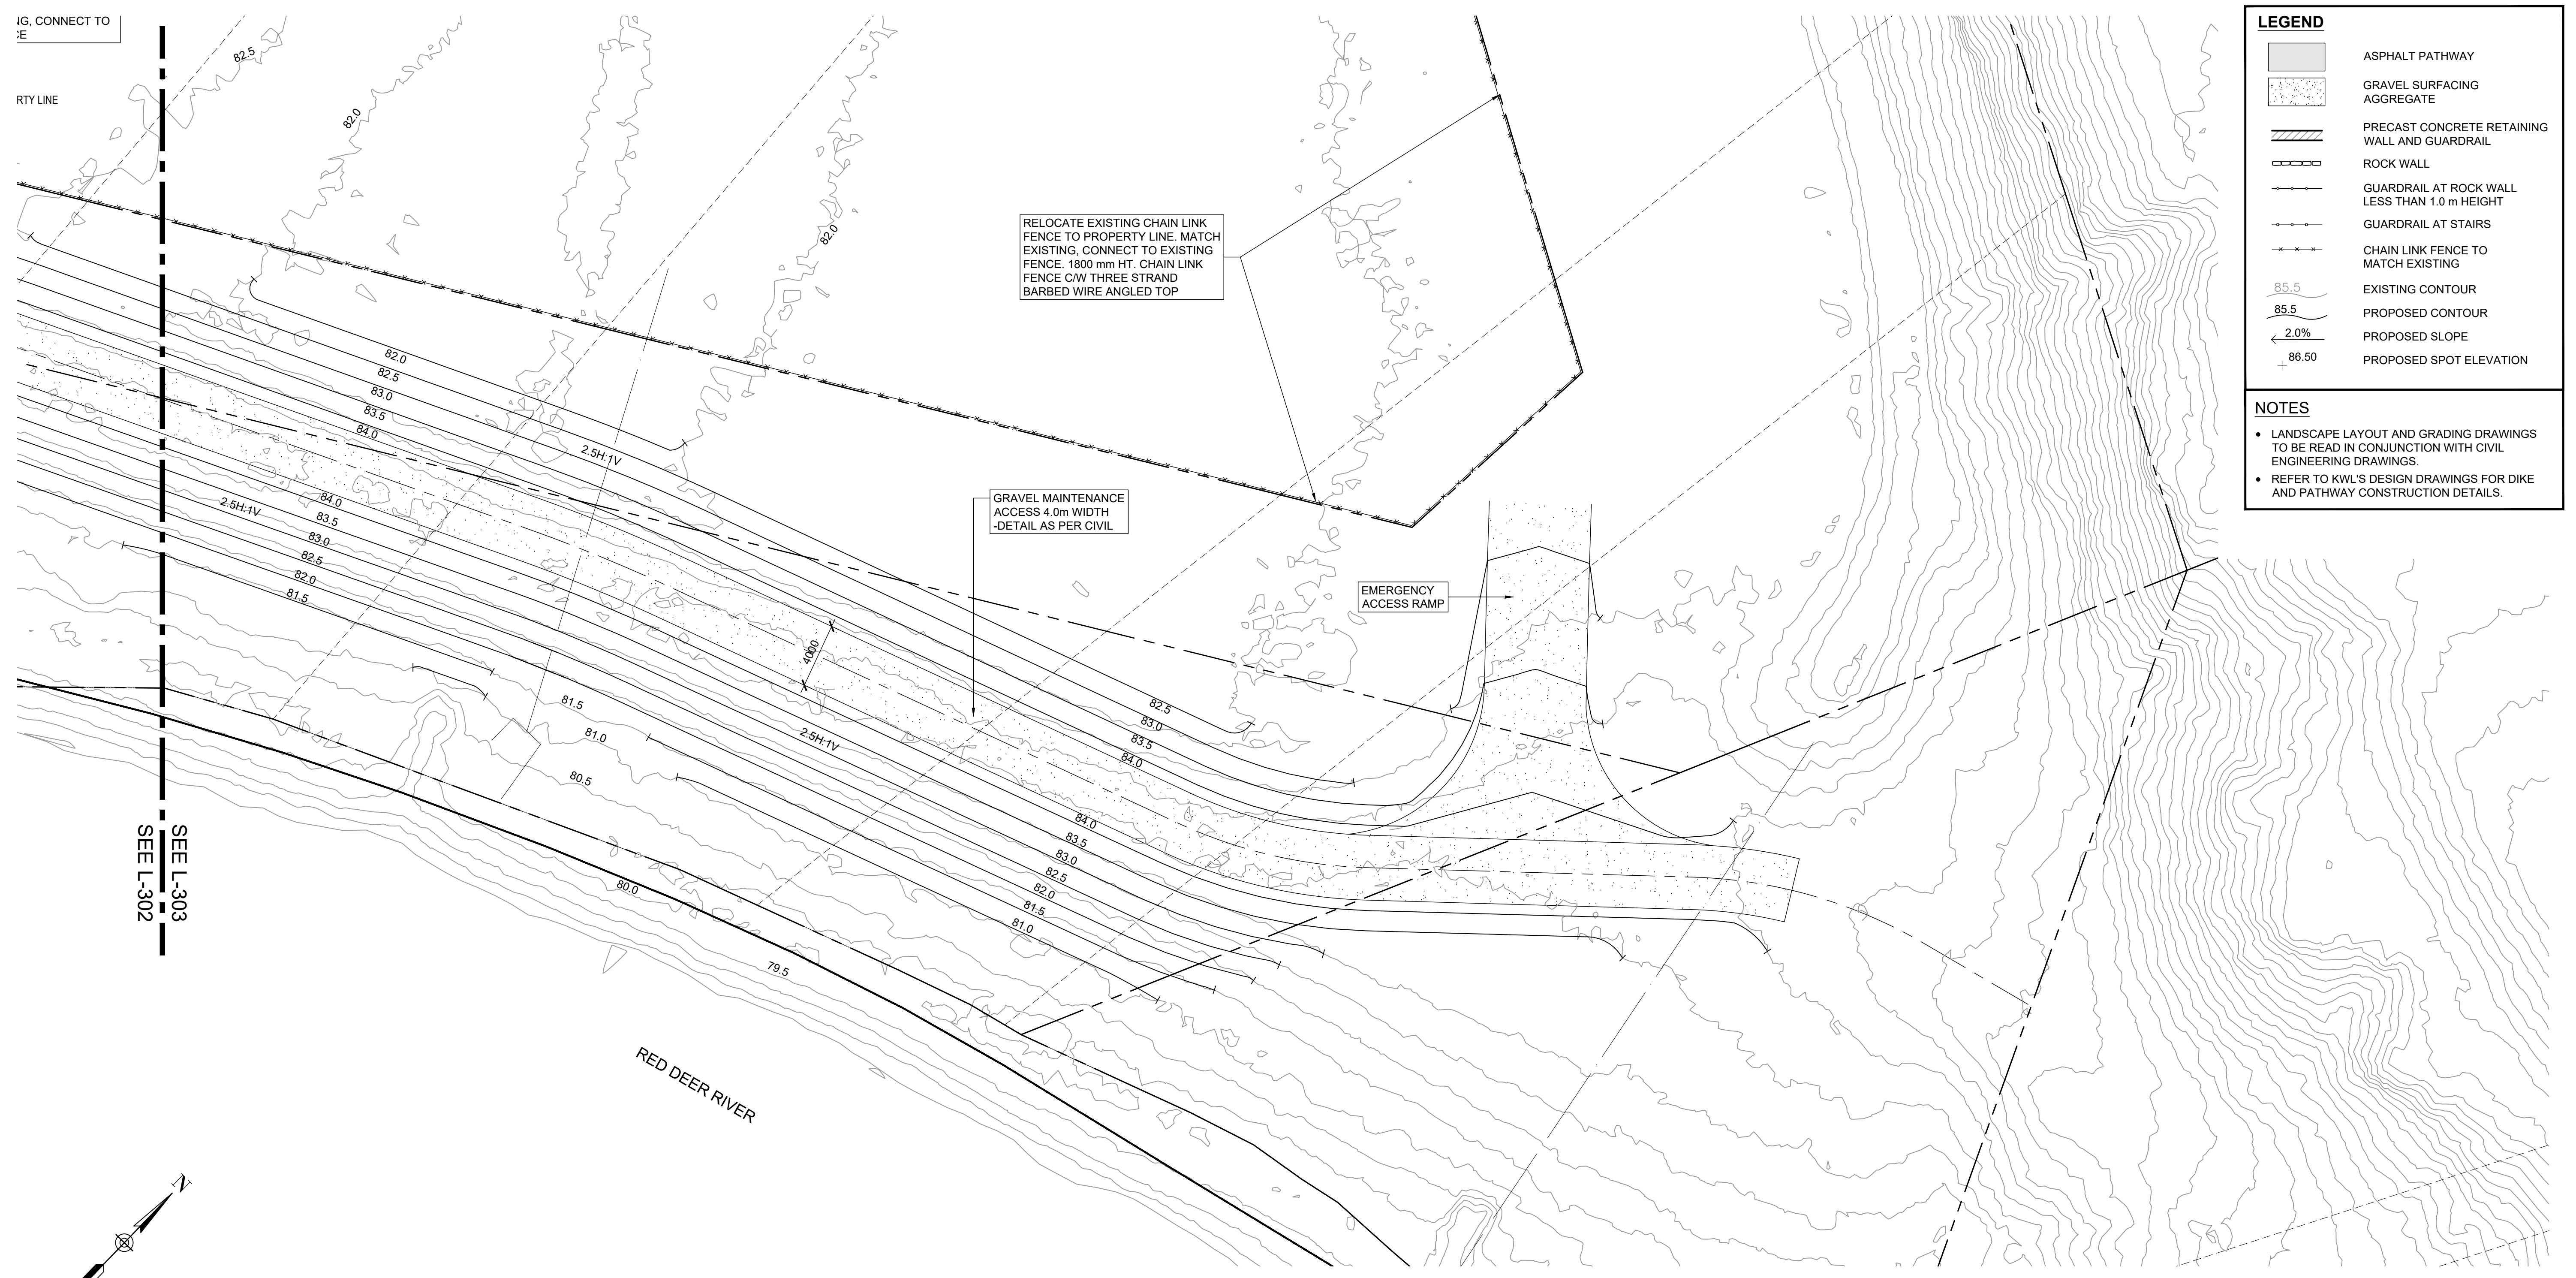 NG, CONNECT TO
CE
RTY LINE
82.5
82.0
82.0
RELOCATE EXISTING CHAIN LINK
FENCE TO PROPERTY LINE. MATCH
EXISTING, CONNECT TO EXISTING
FENCE. 1800 mm HT. CHAIN LINK
FENCE C/W THREE STRAND
BARBED WIRE ANGLED TOP
82.0
82.5
83.0
83.5
84.0
2.5H:1V
GRAVEL MAINTENANCE
ACCESS 4.0m WIDTH
-DETAIL AS PER CIVIL
EMERGENCY
ACCESS RAMP
2.5H:1V
84.0
83.5
83.0
82.5
82.0
81.5
4000
81.5
81.0
80.5
2.5H:1V
82.5
83.0
83.5
84.0
84.0
83.5
83.0
82.5
82.0
81.5
81.0
80.0
79.5
SEE L-302
SEE L-303
RED DEER RIVER
N
LEGEND
ASPHALT PATHWAY
GRAVEL SURFACING
AGGREGATE
PRECAST CONCRETE RETAINING
WALL AND GUARDRAIL
ROCK WALL
GUARDRAIL AT ROCK WALL
LESS THAN 1.0 m HEIGHT
GUARDRAIL AT STAIRS
CHAIN LINK FENCE TO
MATCH EXISTING
85.5 EXISTING CONTOUR
85.5 PROPOSED CONTOUR
2.0% PROPOSED SLOPE
86.50 PROPOSED SPOT ELEVATION
NOTES
• LANDSCAPE LAYOUT AND GRADING DRAWINGS
TO BE READ IN CONJUNCTION WITH CIVIL
ENGINEERING DRAWINGS.
• REFER TO KWL'S DESIGN DRAWINGS FOR DIKE
AND PATHWAY CONSTRUCTION DETAILS.